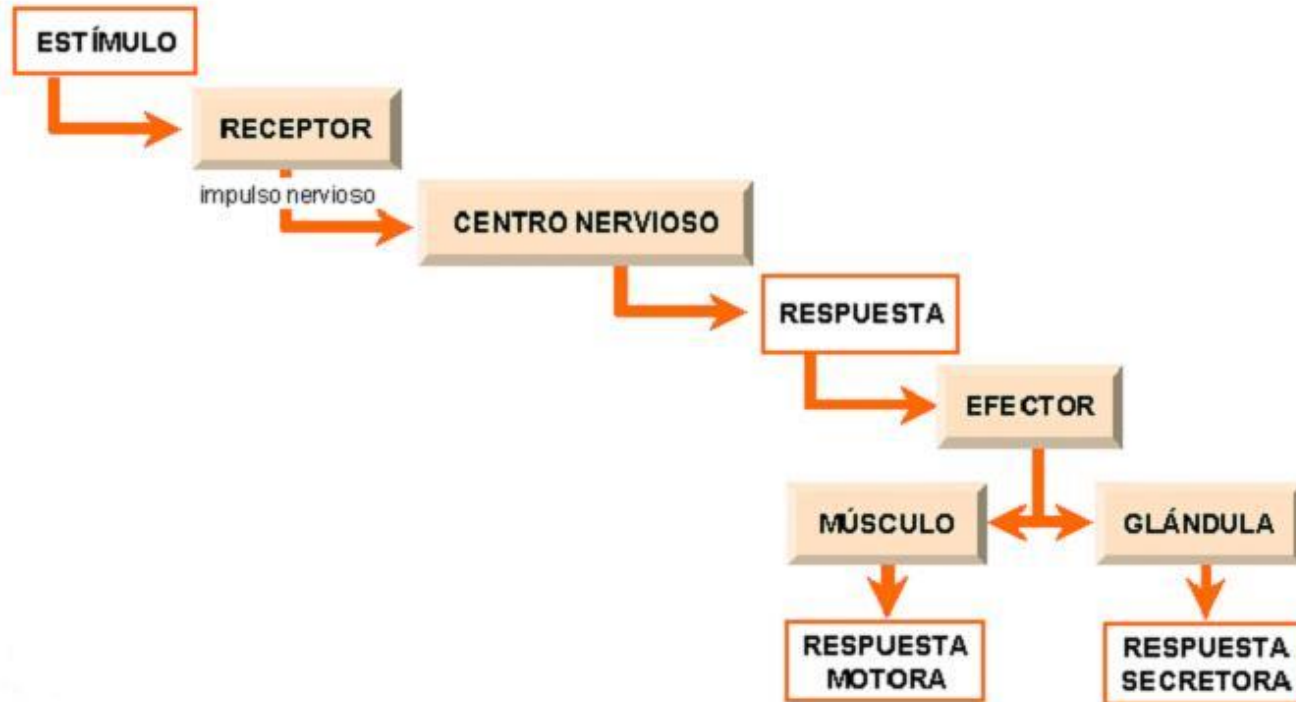 ESTÍMULO
RECEPTOR
impulso nervioso
CENTRO NERVIOSO
RESPUESTA
EFECTOR
MÚSCULO
GLÁNDULA
RESPUESTA
MOTORA
RESPUESTA
SECRETORA